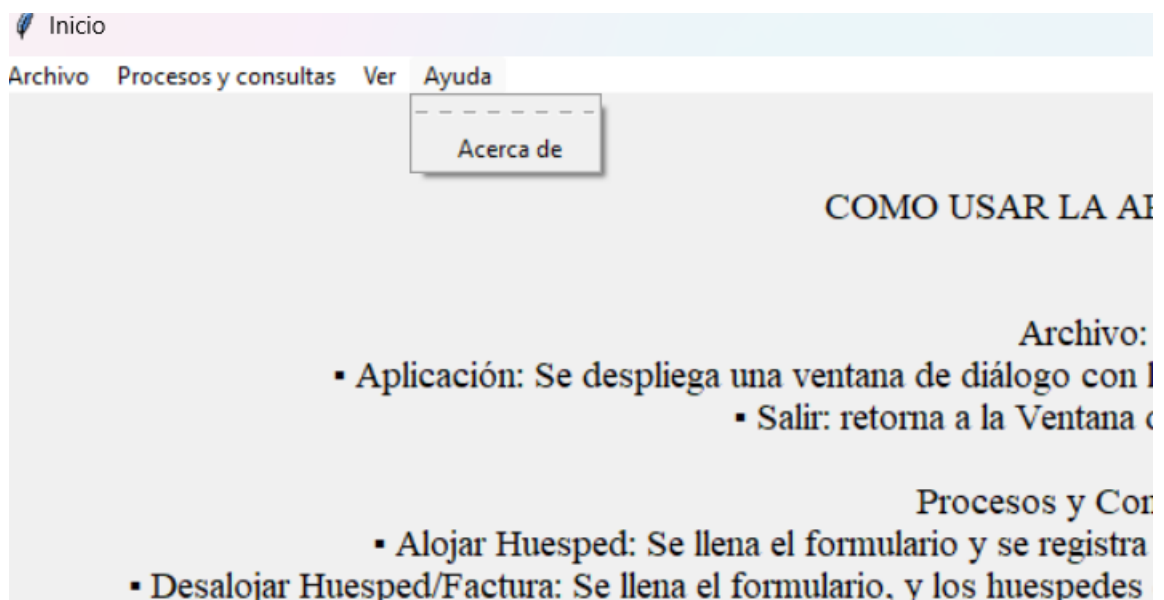 Inicio
Archivo Procesos y consultas Ver Ayuda
Acerca de
COMO USAR LA
Archivo:
▪ Aplicación: Se despliega una ventana de diálogo con
▪ Salir: retorna a la Ventana
Procesos y
▪ Alojar Huesped: Se llena el formulario y se registra
▪ Desalojar Huesped/Factura: Se llena el formulario, y los huespedes